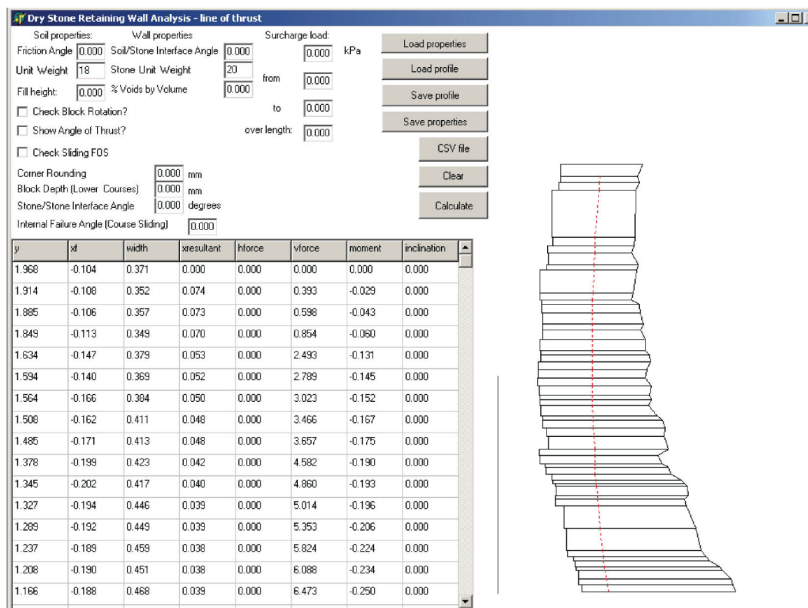 Dry Stone Retaining Wall Analysis - line of thrust
Soil properties: Wall properties Surcharge load:
Friction Angle 0.000 Soil/Stone Interface Angle 0.000 0.000 kPa Load properties
Unit Weight 18 Stone Unit Weight 20 from 0.000 Load profile
Fill height: 0.000 % Voids by Volume 0.000 Save profile
Check Block Rotation? to 0.000
Show Angle of Thrust? over length: 0.000 Save properties
Check Sliding FOS CSV file
Corner Rounding 0.000 mm Clear
Block Depth (Lower Courses) 0.000 mm
Stone/Stone Interface Angle 0.000 degrees Calculate
Internal Failure Angle (Course Sliding) 0.000
y xf width xresultant hforce vforce moment inclination
1.968 -0.104 0.371 0.000 0.000 0.000 0.000 0.000
1.914 -0.108 0.352 0.074 0.000 0.393 -0.029 0.000
1.885 -0.106 0.357 0.073 0.000 0.598 -0.043 0.000
1.849 -0.113 0.349 0.070 0.000 0.854 -0.060 0.000
1.634 -0.147 0.379 0.053 0.000 2.493 -0.131 0.000
1.594 -0.140 0.369 0.052 0.000 2.789 -0.145 0.000
1.564 -0.166 0.384 0.050 0.000 3.023 -0.152 0.000
1.508 -0.162 0.411 0.048 0.000 3.466 -0.167 0.000
1.485 -0.171 0.413 0.048 0.000 3.657 -0.175 0.000
1.378 -0.199 0.423 0.042 0.000 4.582 -0.190 0.000
1.345 -0.202 0.417 0.040 0.000 4.860 -0.193 0.000
1.327 -0.194 0.446 0.039 0.000 5.014 -0.196 0.000
1.289 -0.192 0.449 0.039 0.000 5.353 -0.206 0.000
1.237 -0.189 0.459 0.038 0.000 5.824 -0.224 0.000
1.208 -0.190 0.451 0.038 0.000 6.088 -0.234 0.000
1.166 -0.188 0.468 0.039 0.000 6.473 -0.250 0.000